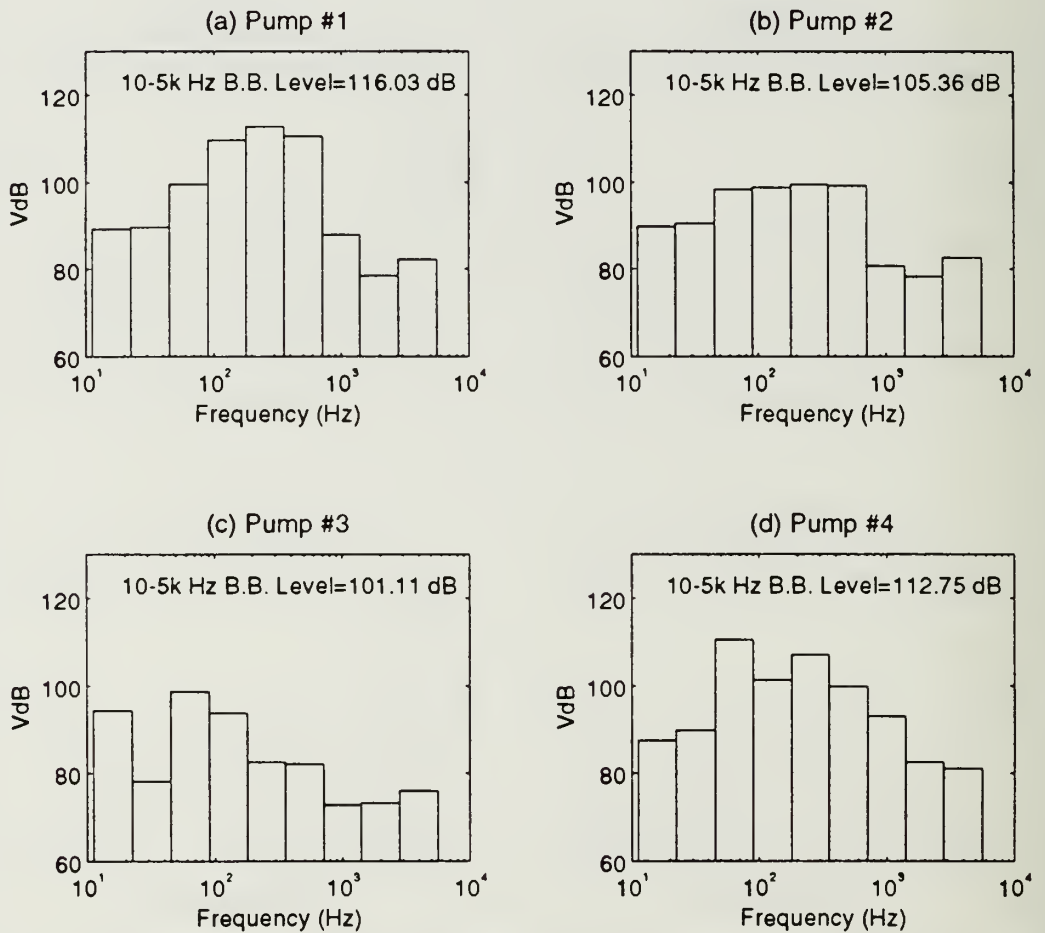 (a) Pump #1
10-5k Hz B.B. Level=116.03 dB
VdB
120
100
80
60
10¹
10²
10³
10⁴
Frequency (Hz)
(b) Pump #2
10-5k Hz B.B. Level=105.36 dB
VdB
120
100
80
60
10¹
10²
10³
10⁴
Frequency (Hz)
(c) Pump #3
10-5k Hz B.B. Level=101.11 dB
VdB
120
100
80
60
10¹
10²
10³
10⁴
Frequency (Hz)
(d) Pump #4
10-5k Hz B.B. Level=112.75 dB
VdB
120
100
80
60
10¹
10²
10³
10⁴
Frequency (Hz)